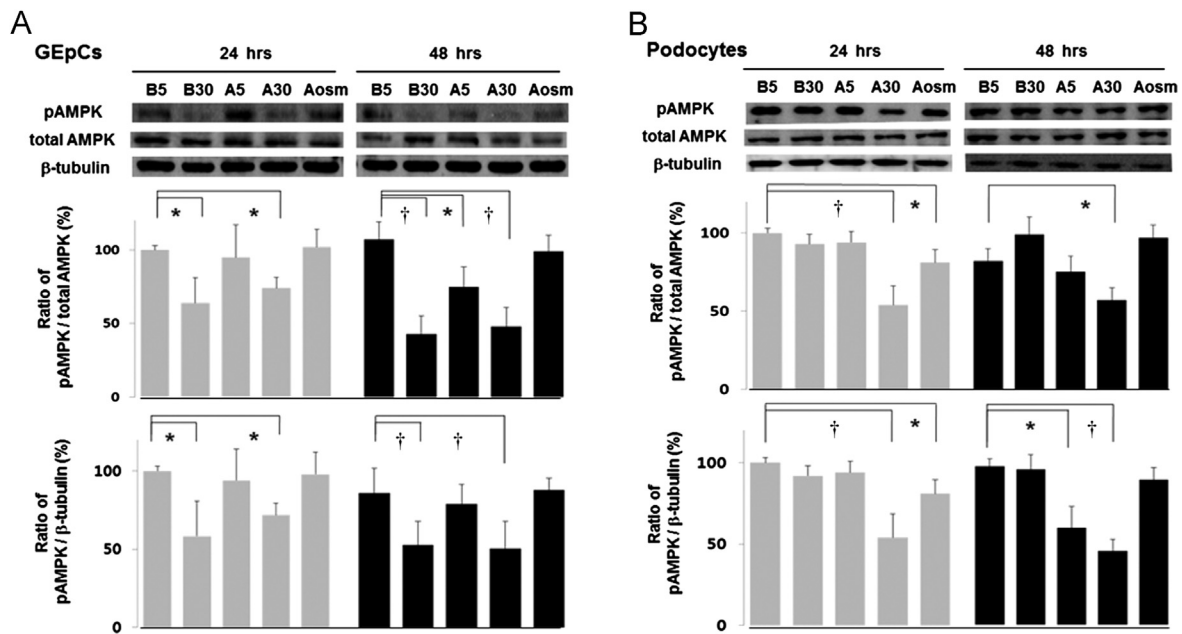 A
GEpCs
24 hrs
48 hrs
B5 B30 A5 A30 Aosm
B5 B30 A5 A30 Aosm
pAMPK
total AMPK
β-tubulin
* *
† * †
Ratio of
pAMPK / total AMPK (%)
100
50
0
* *
† †
Ratio of
pAMPK / β-tubulin (%)
100
50
0
B
Podocytes
24 hrs
48 hrs
B5 B30 A5 A30 Aosm
B5 B30 A5 A30 Aosm
pAMPK
total AMPK
β-tubulin
† *
*
Ratio of
pAMPK / total AMPK (%)
100
50
0
† *
* †
Ratio of
pAMPK / β-tubulin (%)
100
50
0